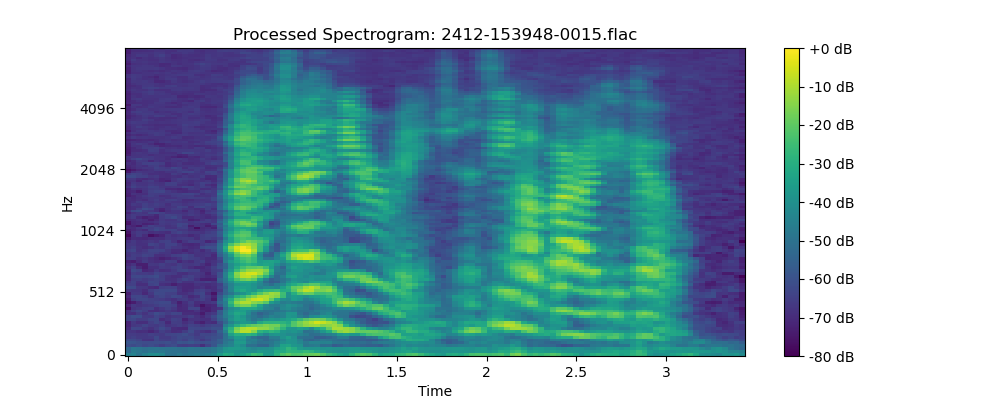 Processed Spectrogram: 2412-153948-0015.flac
4096
2048
1024
512
0
Hz
0
0.5
1
1.5
2
2.5
3
Time
+0 dB
-10 dB
-20 dB
-30 dB
-40 dB
-50 dB
-60 dB
-70 dB
-80 dB